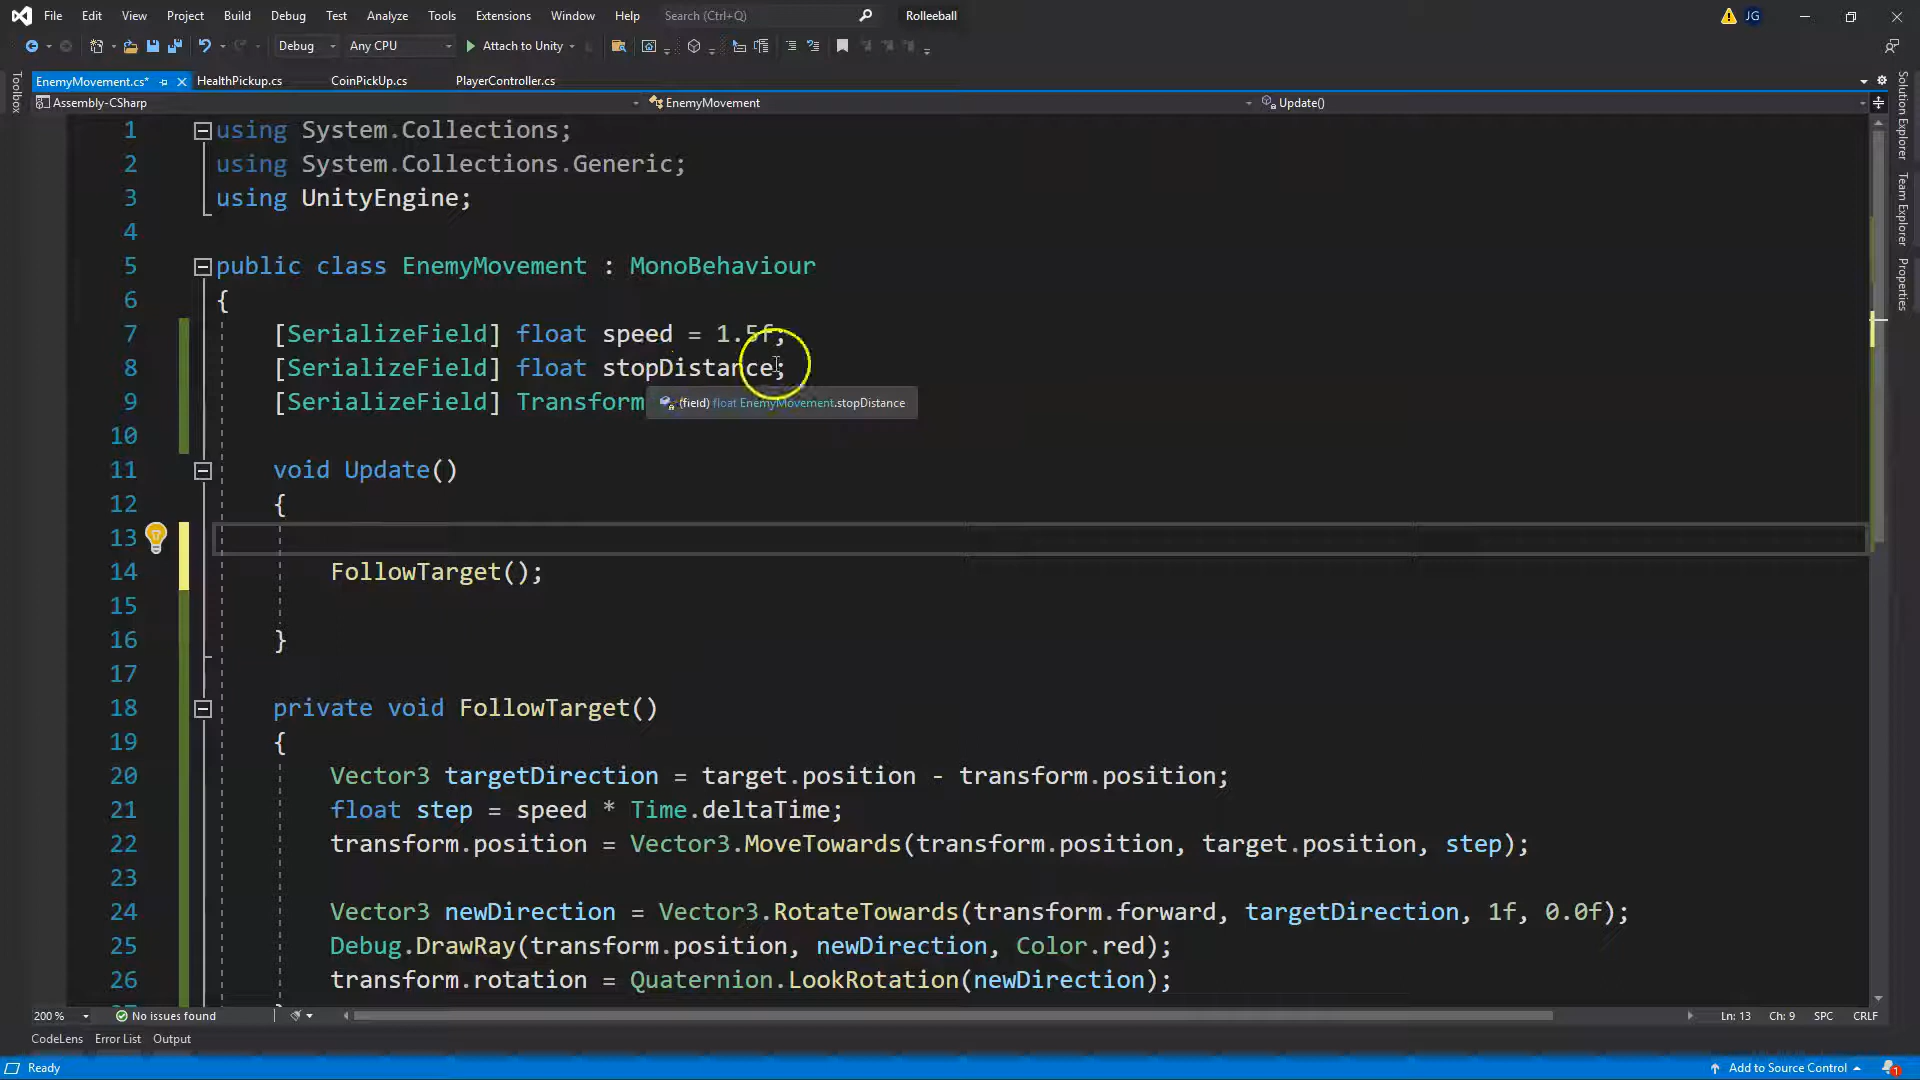 File Edit View Project Build Debug Test Analyze Tools Extensions Window Help Search (Ctrl+Q) Rolleeball JG
Debug Any CPU Attach to Unity
EnemyMovement.cs* HealthPickup.cs CoinPickUp.cs PlayerController.cs
Assembly-CSharp EnemyMovement Update()
Toolbox
Solution Explorer
Team Explorer
Properties
1 using System.Collections;
2 using System.Collections.Generic;
3 using UnityEngine;
4
5 public class EnemyMovement : MonoBehaviour
6 {
7 [SerializeField] float speed = 1.5f;
8 [SerializeField] float stopDistance;
9 [SerializeField] Transform
(field) float EnemyMovement.stopDistance
10
11 void Update()
12 {
13
14 FollowTarget();
15
16 }
17
18 private void FollowTarget()
19 {
20 Vector3 targetDirection = target.position - transform.position;
21 float step = speed * Time.deltaTime;
22 transform.position = Vector3.MoveTowards(transform.position, target.position, step);
23
24 Vector3 newDirection = Vector3.RotateTowards(transform.forward, targetDirection, 1f, 0.0f);
25 Debug.DrawRay(transform.position, newDirection, Color.red);
26 transform.rotation = Quaternion.LookRotation(newDirection);
200 % No issues found Ln: 13 Ch: 9 SPC CRLF
CodeLens Error List Output
Ready Add to Source Control 1